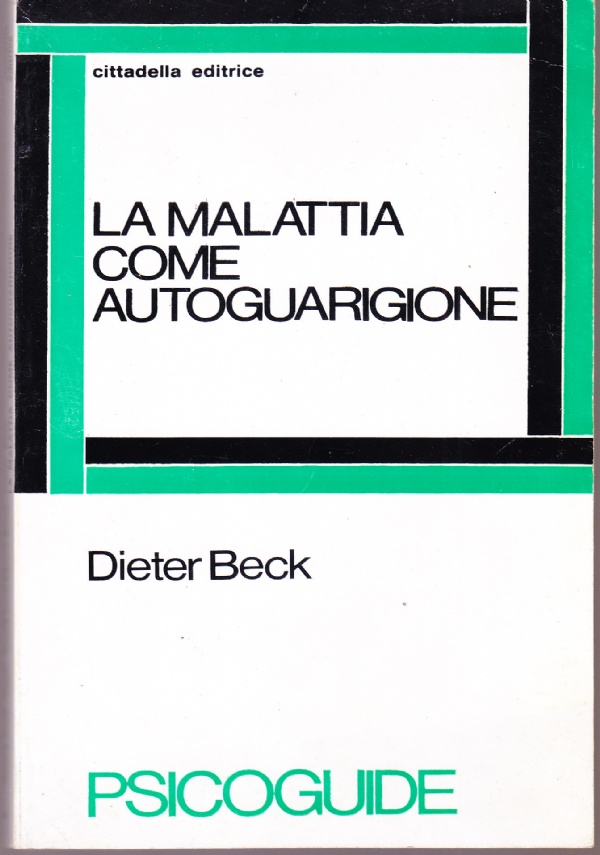 cittadella editrice
LA MALATTIA
COME
AUTOGUARIGIONE
Dieter Beck
PSICOGUIDE